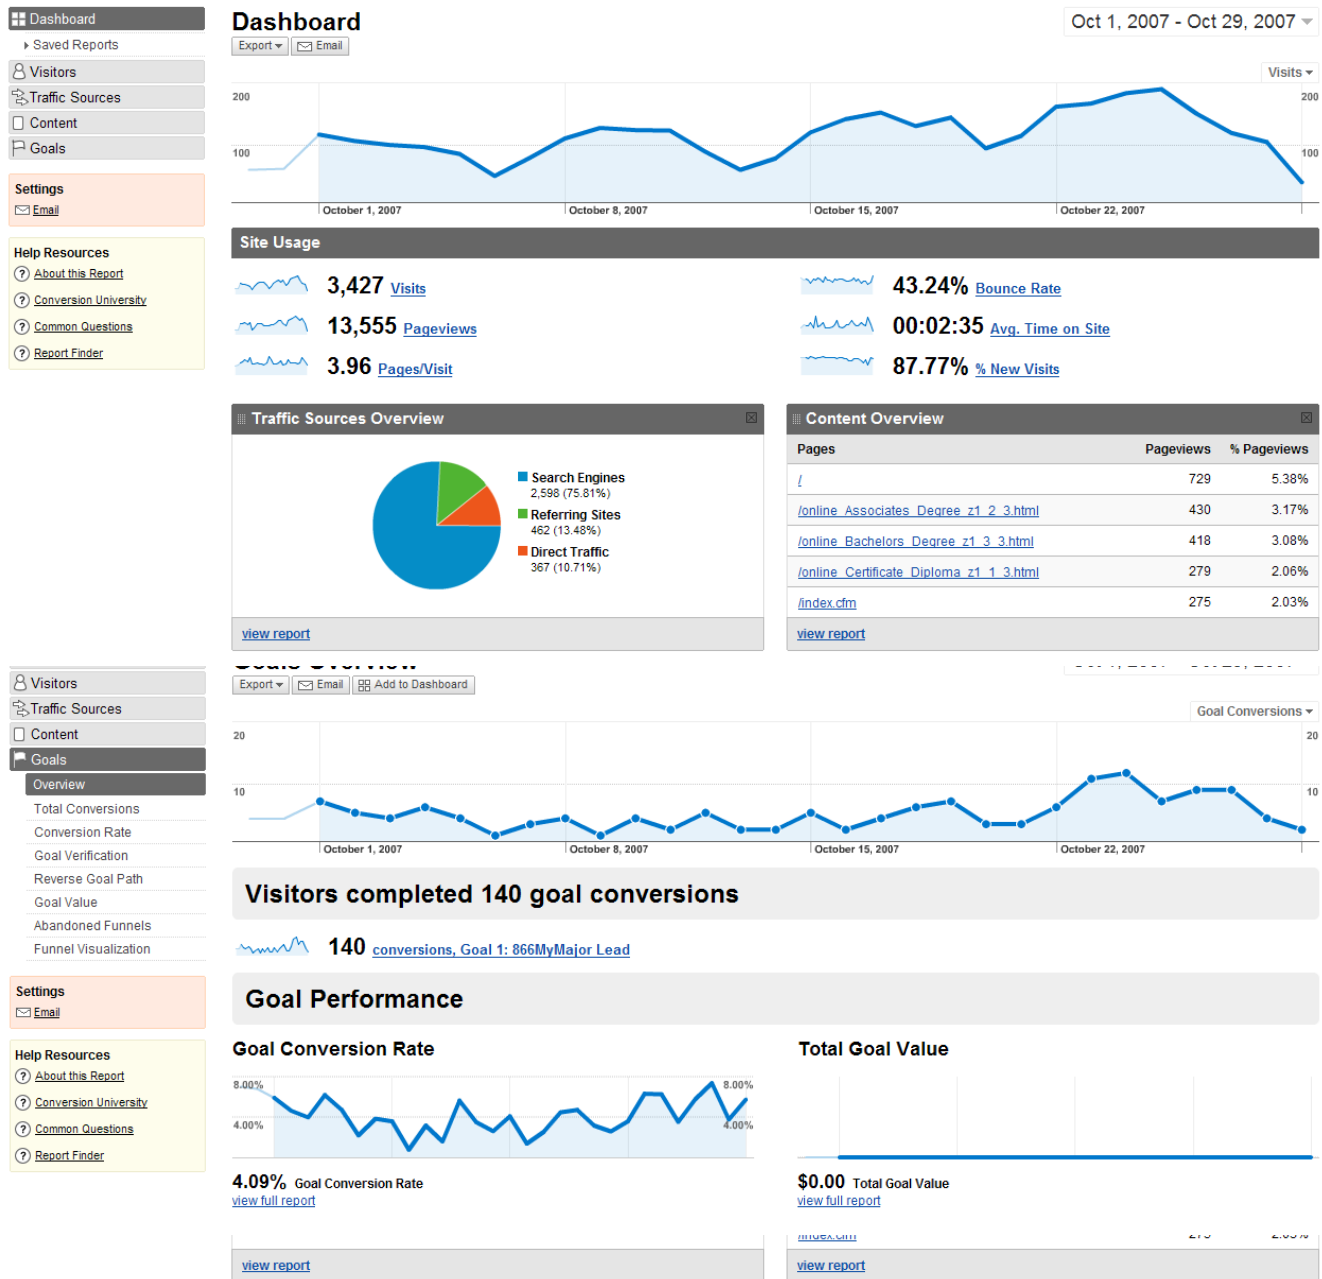 Dashboard
Saved Reports
Visitors
Traffic Sources
Content
Goals
Settings
Email
Help Resources
About this Report
Conversion University
Common Questions
Report Finder
Dashboard
Oct 1, 2007 - Oct 29, 2007
Export
Email
Visits
200
200
100
100
October 1, 2007
October 8, 2007
October 15, 2007
October 22, 2007
Site Usage
3,427 Visits
43.24% Bounce Rate
13,555 Pageviews
00:02:35 Avg. Time on Site
3.96 Pages/Visit
87.77% % New Visits
Traffic Sources Overview
Search Engines
2,598 (75.81%)
Referring Sites
462 (13.48%)
Direct Traffic
367 (10.71%)
view report
Content Overview
Pages Pageviews % Pageviews
/ 729 5.38%
/online_Associates_Degree_z1_2_3.html 430 3.17%
/online_Bachelors_Degree_z1_3_3.html 418 3.08%
/online_Certificate_Diploma_z1_1_3.html 279 2.06%
/index.cfm 275 2.03%
view report
Visitors
Traffic Sources
Content
Goals
Overview
Total Conversions
Conversion Rate
Goal Verification
Reverse Goal Path
Goal Value
Abandoned Funnels
Funnel Visualization
Settings
Email
Help Resources
About this Report
Conversion University
Common Questions
Report Finder
Goals Overview
Export
Email
Add to Dashboard
Goal Conversions
20
20
10
10
October 1, 2007
October 8, 2007
October 15, 2007
October 22, 2007
Visitors completed 140 goal conversions
140 conversions, Goal 1: 866MyMajor Lead
Goal Performance
Goal Conversion Rate
8.00%
8.00%
4.00%
4.00%
4.09% Goal Conversion Rate
view full report
Total Goal Value
$0.00 Total Goal Value
view full report
view report
/index.cfm 275 2.03%
view report